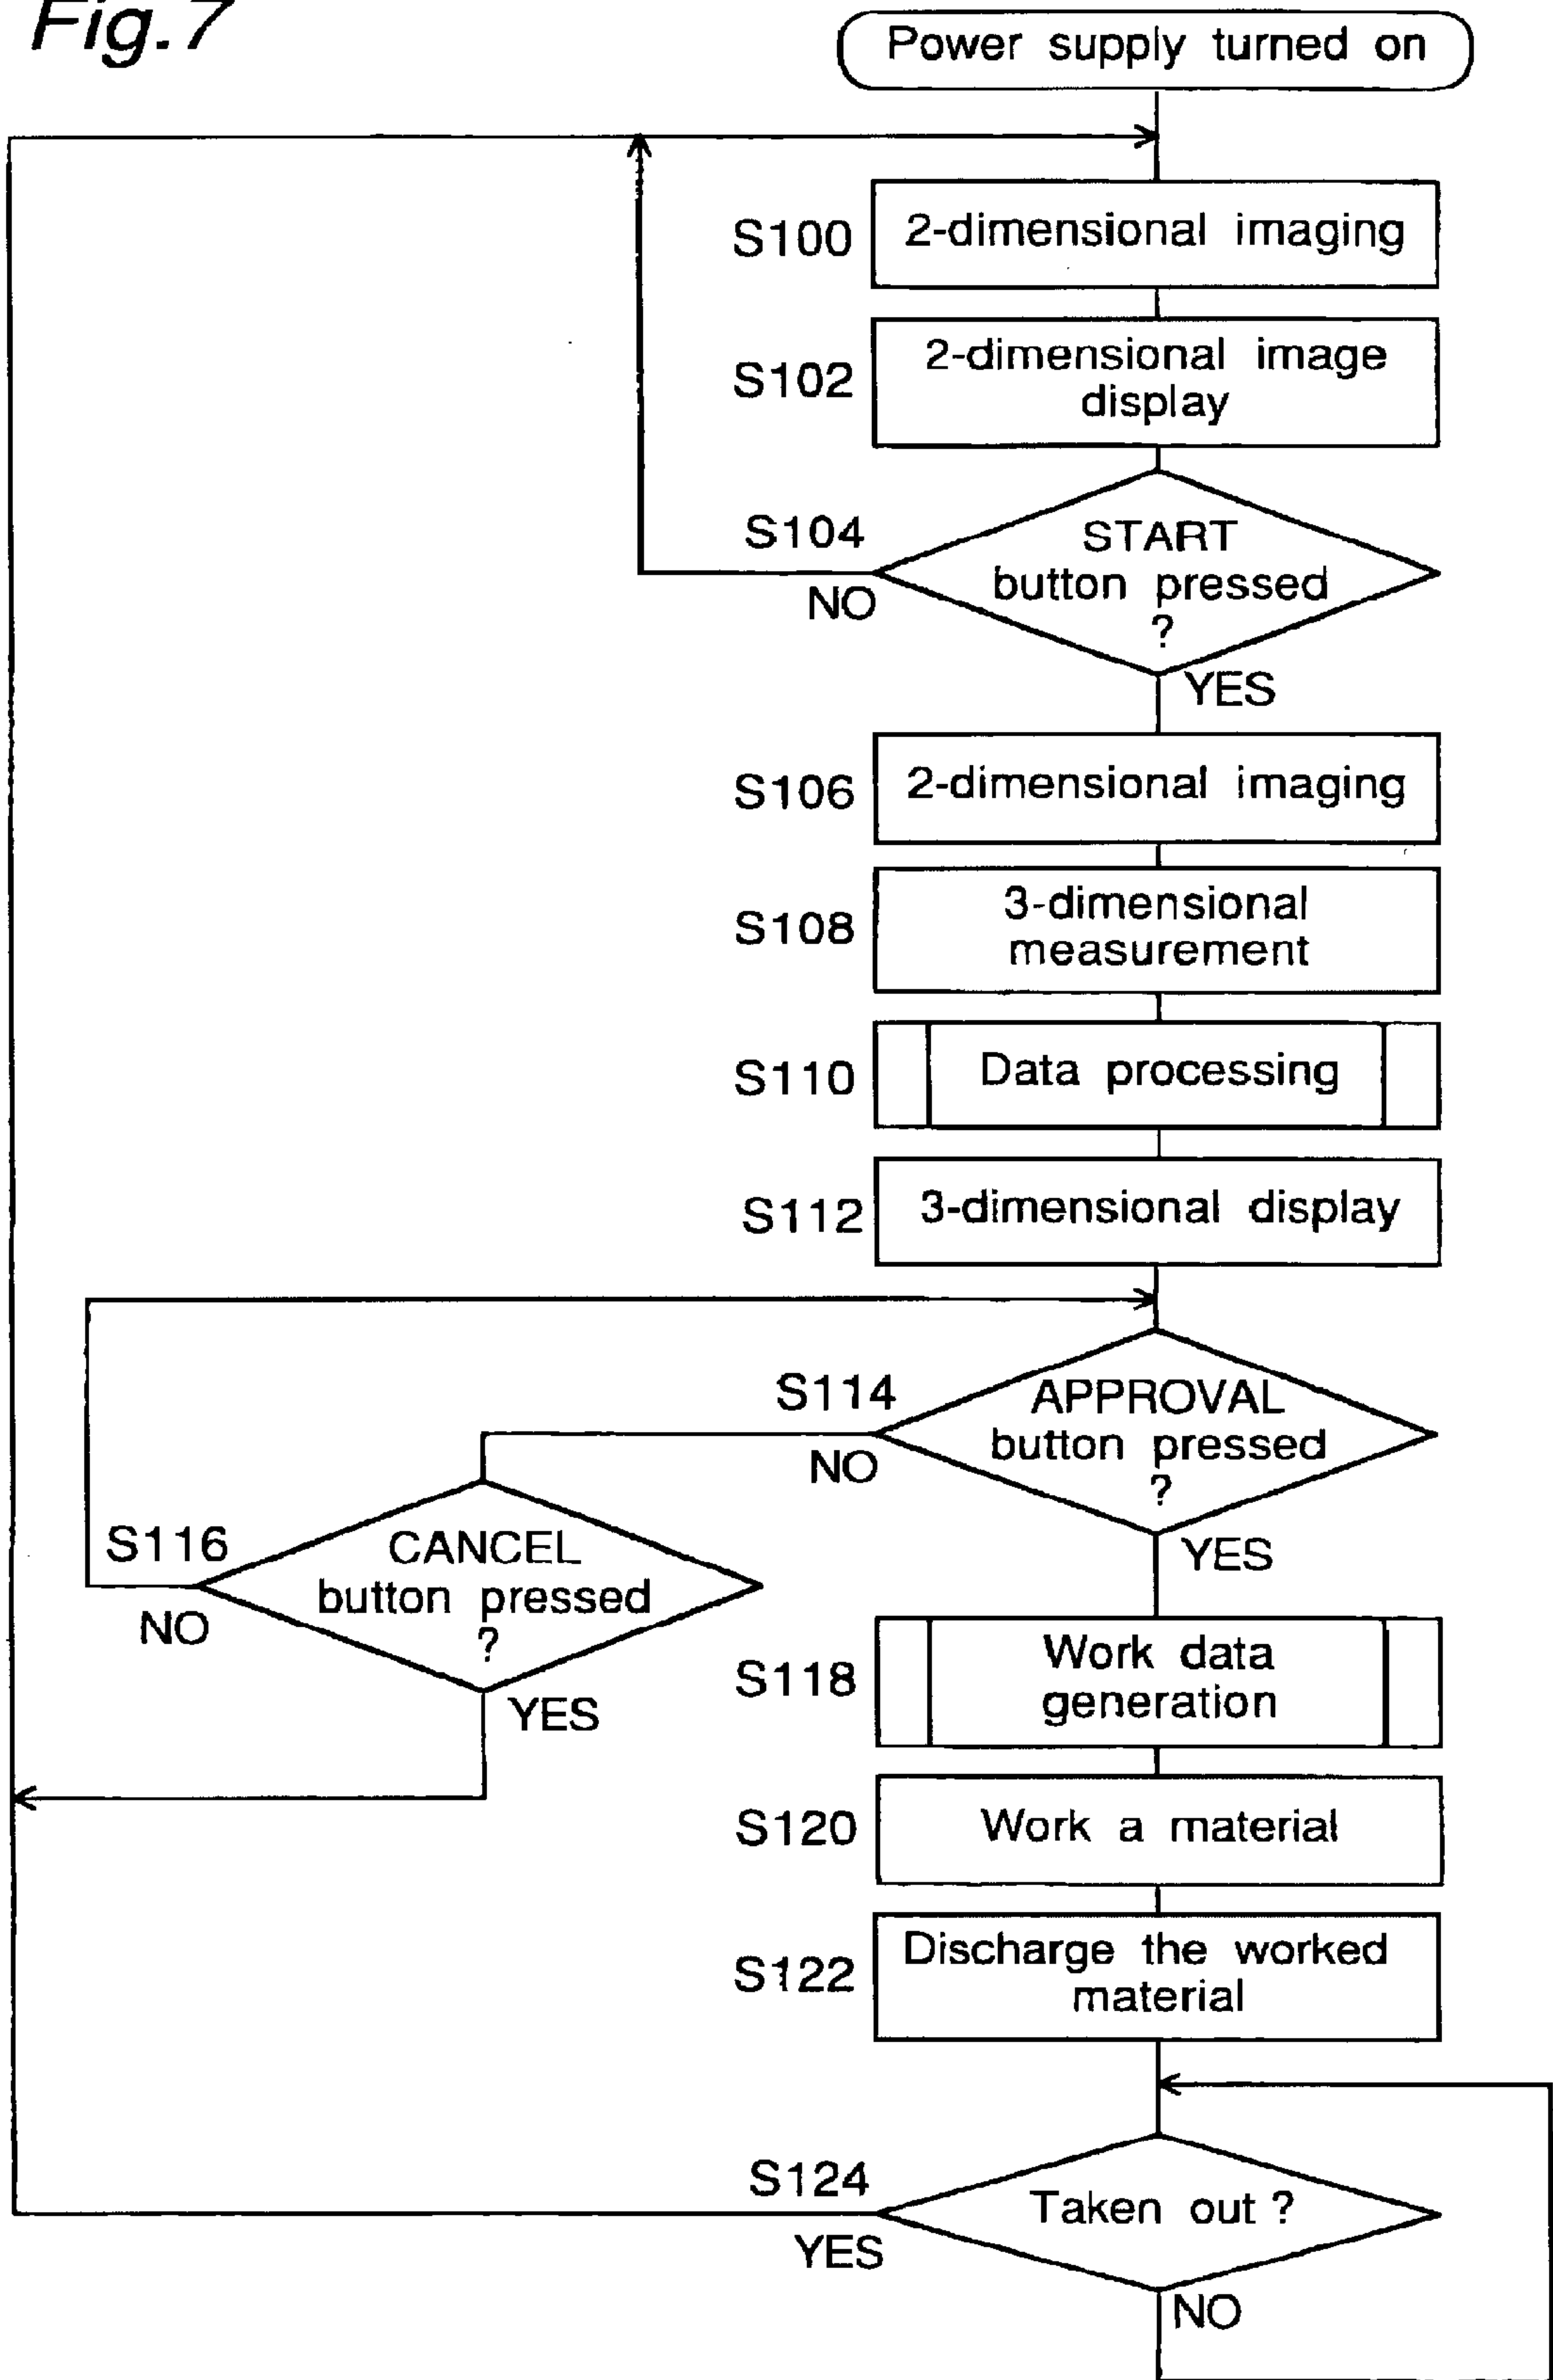 Fig.7
Power supply turned on
S100
2-dimensional imaging
S102
2-dimensional image
display
S104
START
button pressed
?
NO
YES
S106
2-dimensional imaging
S108
3-dimensional
measurement
S110
Data processing
S112
3-dimensional display
S114
APPROVAL
button pressed
?
NO
YES
S116
CANCEL
button pressed
?
NO
YES
S118
Work data
generation
S120
Work a material
S122
Discharge the worked
material
S124
Taken out ?
YES
NO